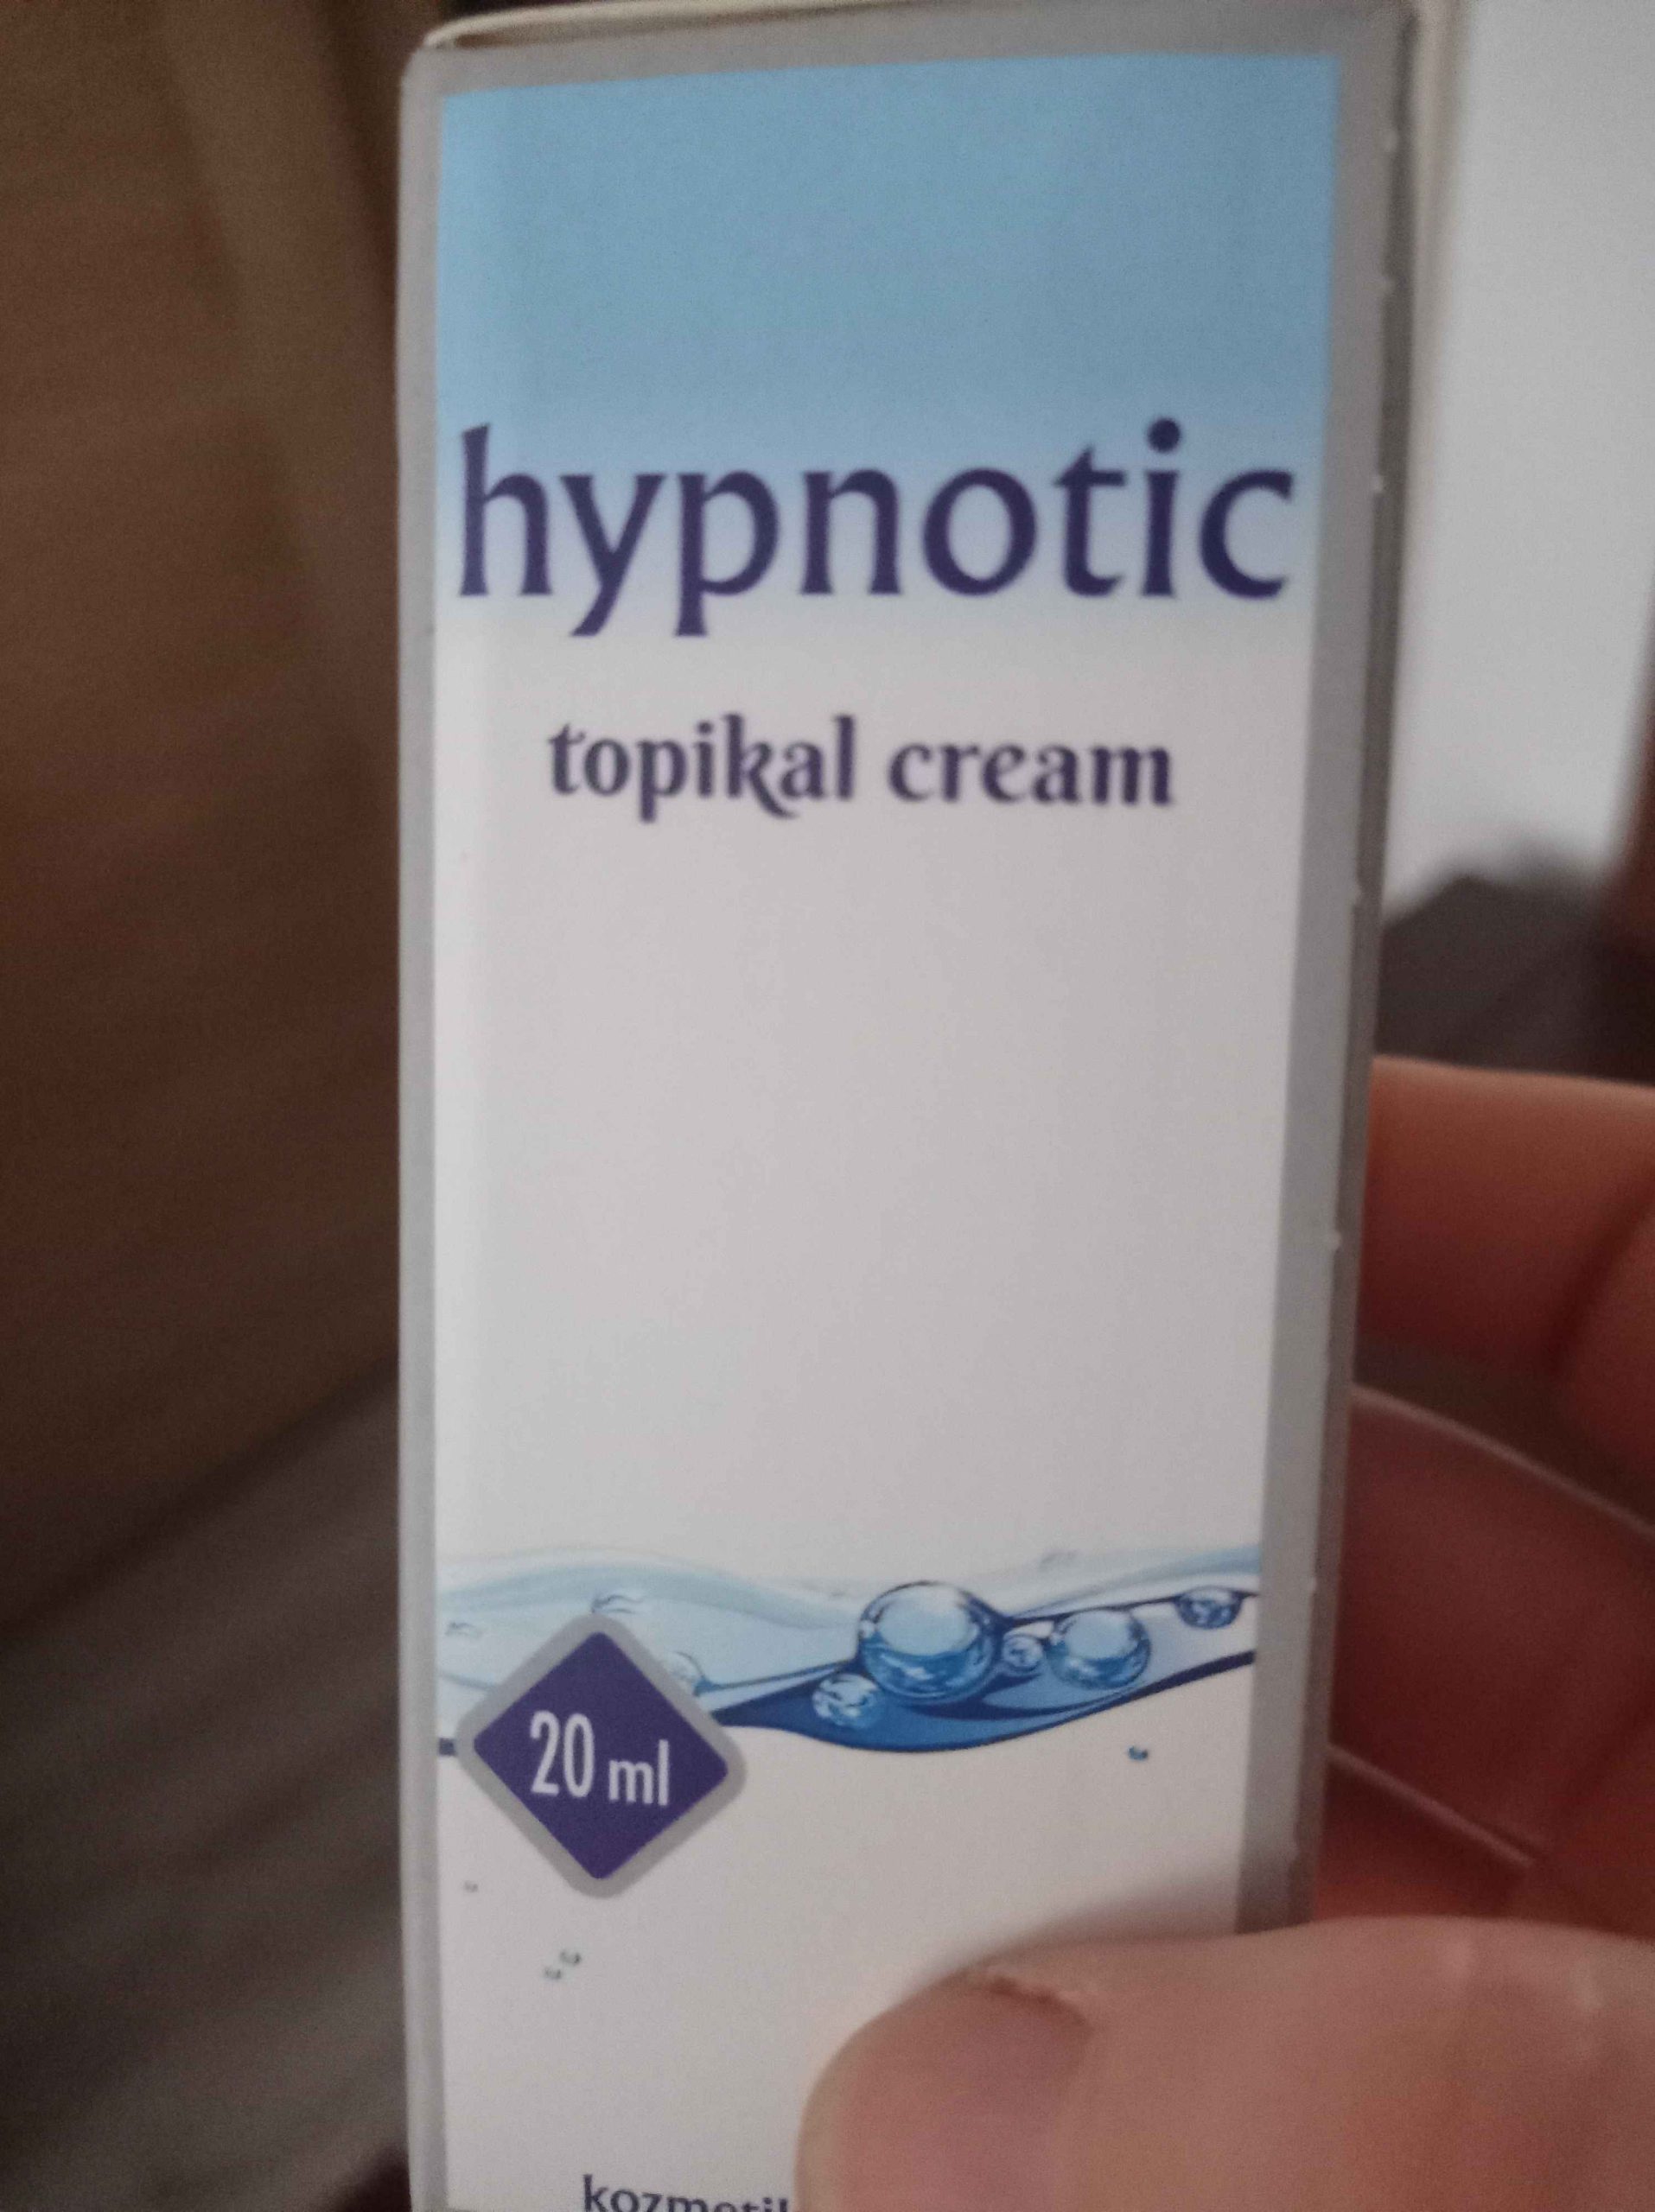 hypnotic
topikal cream
20 ml